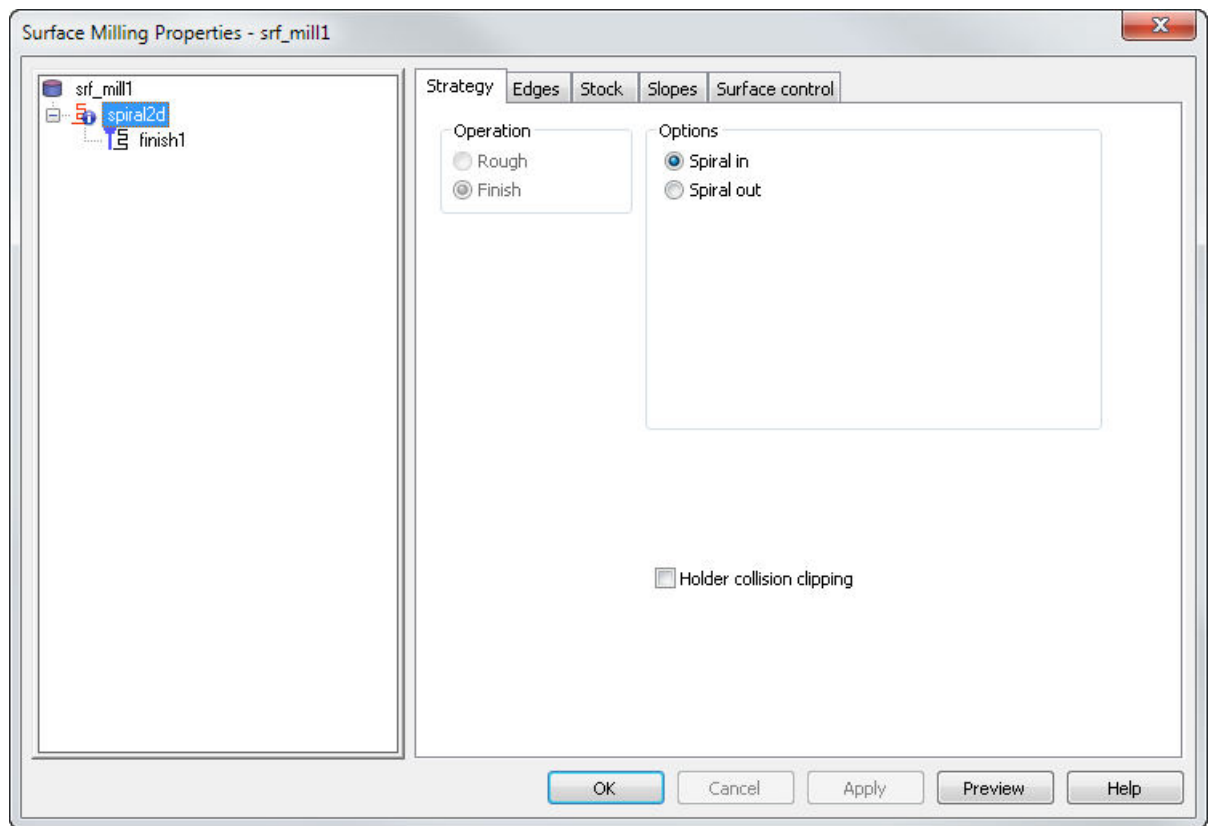 Surface Milling Properties - srf_mill1
srf_mill1
spiral2d
finish1
Strategy Edges Stock Slopes Surface control
Operation
Rough
Finish
Options
Spiral in
Spiral out
Holder collision clipping
OK Cancel Apply Preview Help